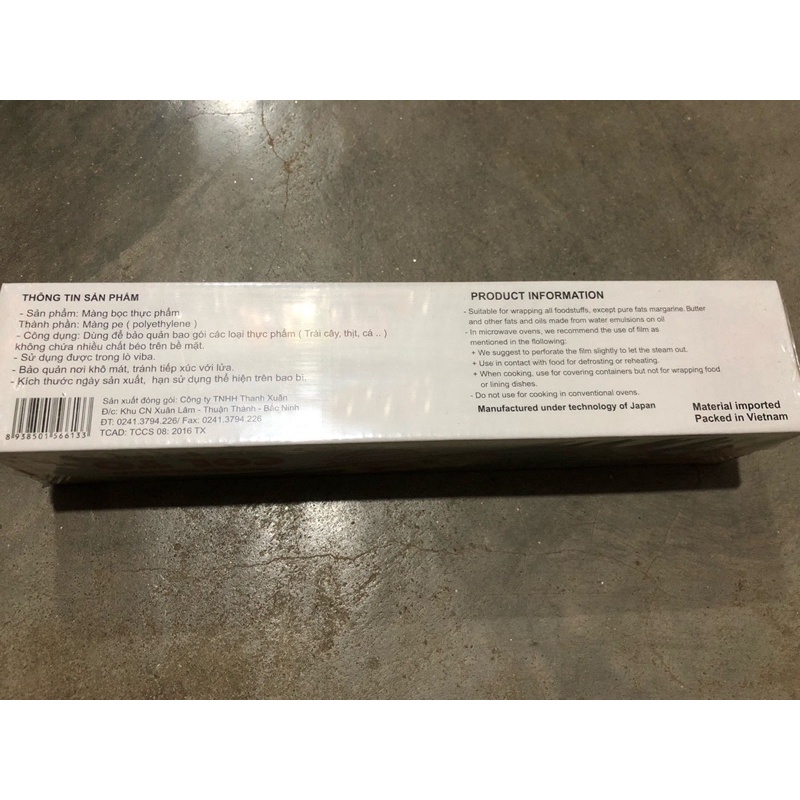 THÔNG TIN SẢN PHẨM
- Sản phẩm: Màng bọc thực phẩm
Thành phần: Màng pe ( polyethylene )
- Công dụng: Dùng để bảo quản bao gói các loại thực phẩm ( Trái cây, thịt, cá .. )
không chứa nhiều chất béo trên bề mặt.
- Sử dụng được trong lò viba.
- Bảo quản nơi khô mát, tránh tiếp xúc với lửa.
- Kích thước ngày sản xuất, hạn sử dụng thể hiện trên bao bì.
Sản xuất đóng gói: Công ty TNHH Thanh Xuân
Đ/c: Khu CN Xuân Lâm - Thuận Thành - Bắc Ninh
ĐT: 0241.3794.226/ Fax: 0241.3794.226
TCAD: TCCS 08: 2016 TX
8 938501 566133
PRODUCT INFORMATION
- Suitable for wrapping all foodstuffs, except pure fats margarine. Butter
and other fats and oils made from water emulsions on oil
- In microwave ovens, we recommend the use of film as
mentioned in the flollowing:
+ We suggest to perforate the film slightly to let the steam out.
+ Use in contact with food for defrosting or reheating.
+ When cooking, use for covering containers but not for wrapping food
or lining dishes.
- Do not use for cooking in conventional ovens.
Manufactured under technology of Japan
Material imported
Packed in Vietnam